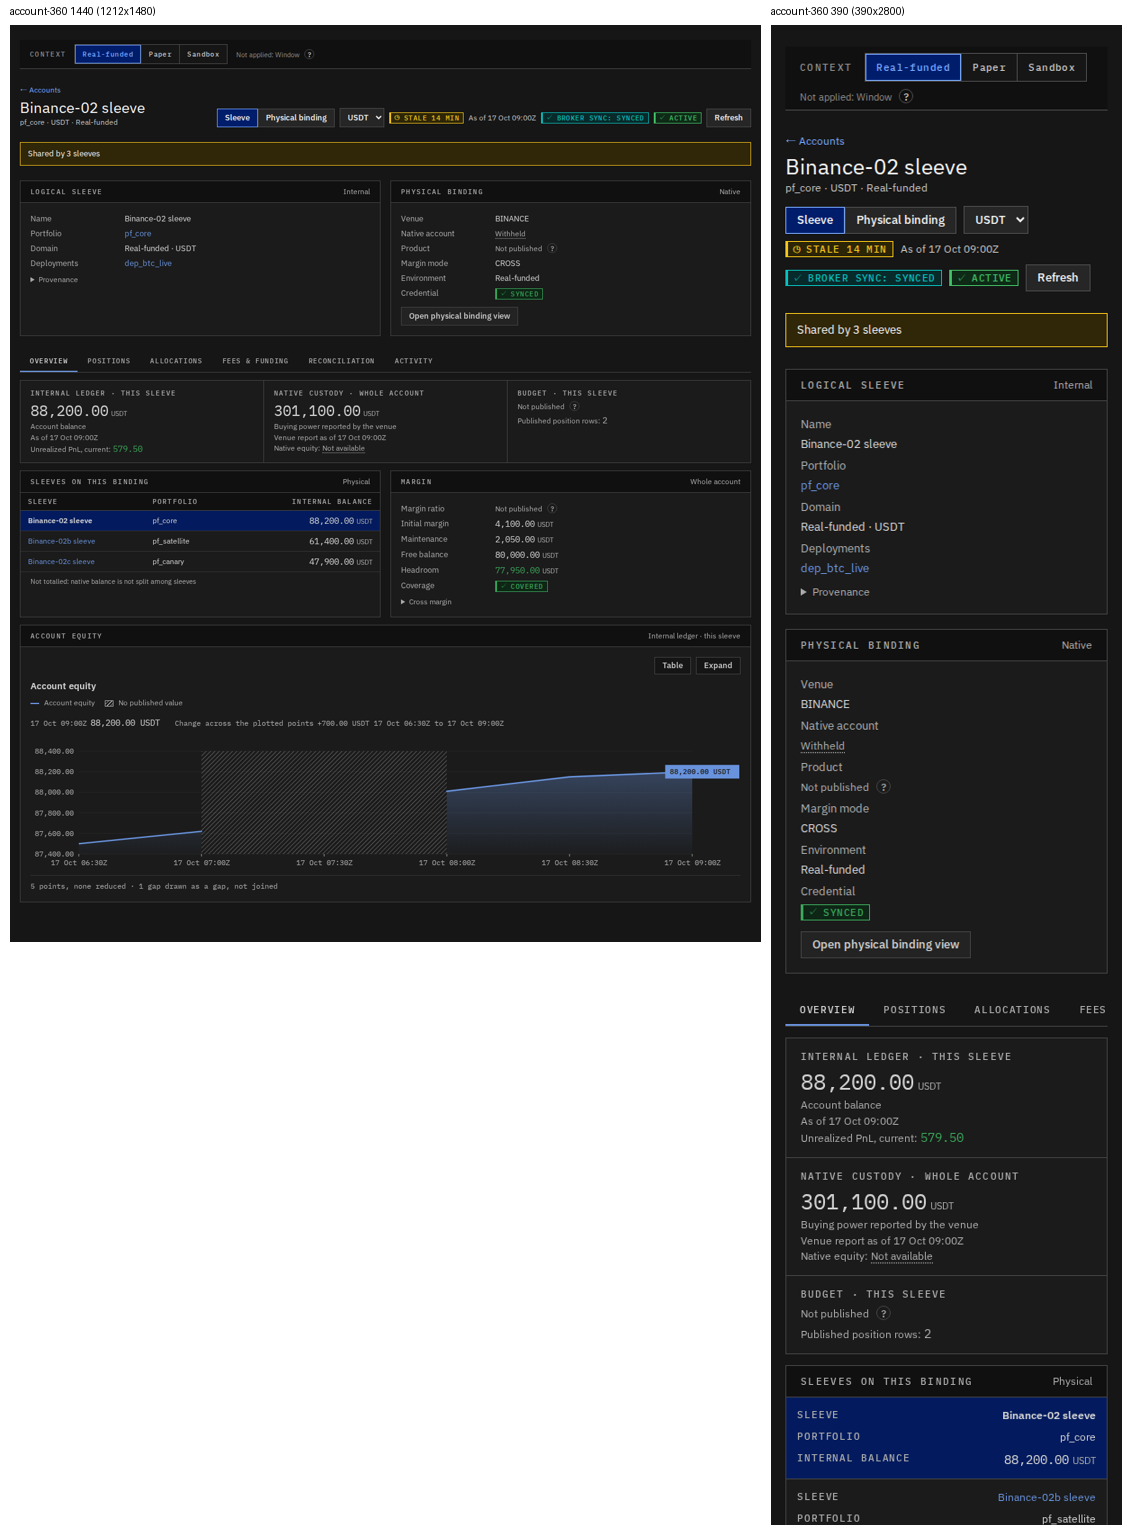 account-360 1440 (1212x1480)
CONTEXT Real-funded Paper Sandbox Not applied: Window ?
← Accounts
Binance-02 sleeve
pf_core · USDT · Real-funded
Sleeve Physical binding USDT STALE 14 MIN As of 17 Oct 09:00Z ✓ BROKER SYNC: SYNCED ✓ ACTIVE Refresh
Shared by 3 sleeves
LOGICAL SLEEVE Internal
Name Binance-02 sleeve
Portfolio pf_core
Domain Real-funded · USDT
Deployments dep_btc_live
▶ Provenance
PHYSICAL BINDING Native
Venue BINANCE
Native account Withheld
Product Not published ?
Margin mode CROSS
Environment Real-funded
Credential ✓ SYNCED
Open physical binding view
OVERVIEW POSITIONS ALLOCATIONS FEES & FUNDING RECONCILIATION ACTIVITY
INTERNAL LEDGER · THIS SLEEVE
88,200.00 USDT
Account balance
As of 17 Oct 09:00Z
Unrealized PnL, current: 579.50
NATIVE CUSTODY · WHOLE ACCOUNT
301,100.00 USDT
Buying power reported by the venue
Venue report as of 17 Oct 09:00Z
Native equity: Not available
BUDGET · THIS SLEEVE
Not published ?
Published position rows: 2
SLEEVES ON THIS BINDING Physical
SLEEVE PORTFOLIO INTERNAL BALANCE
Binance-02 sleeve pf_core 88,200.00 USDT
Binance-02b sleeve pf_satellite 61,400.00 USDT
Binance-02c sleeve pf_canary 47,900.00 USDT
Not totalled: native balance is not split among sleeves
MARGIN Whole account
Margin ratio Not published ?
Initial margin 4,100.00 USDT
Maintenance 2,050.00 USDT
Free balance 80,000.00 USDT
Headroom 77,950.00 USDT
Coverage ✓ COVERED
▶ Cross margin
ACCOUNT EQUITY Internal ledger · this sleeve
Table Expand
Account equity
Account equity No published value
17 Oct 09:00Z 88,200.00 USDT Change across the plotted points +700.00 USDT 17 Oct 06:30Z to 17 Oct 09:00Z
88,400.00
88,200.00
88,000.00
87,800.00
87,600.00
87,400.00
88,200.00 USDT
17 Oct 06:30Z 17 Oct 07:00Z 17 Oct 07:30Z 17 Oct 08:00Z 17 Oct 08:30Z 17 Oct 09:00Z
5 points, none reduced · 1 gap drawn as a gap, not joined
account-360 390 (390x2800)
CONTEXT Real-funded Paper Sandbox
Not applied: Window ?
← Accounts
Binance-02 sleeve
pf_core · USDT · Real-funded
Sleeve Physical binding USDT
STALE 14 MIN As of 17 Oct 09:00Z
✓ BROKER SYNC: SYNCED ✓ ACTIVE Refresh
Shared by 3 sleeves
LOGICAL SLEEVE Internal
Name
Binance-02 sleeve
Portfolio
pf_core
Domain
Real-funded · USDT
Deployments
dep_btc_live
▶ Provenance
PHYSICAL BINDING Native
Venue
BINANCE
Native account
Withheld
Product
Not published ?
Margin mode
CROSS
Environment
Real-funded
Credential
✓ SYNCED
Open physical binding view
OVERVIEW POSITIONS ALLOCATIONS FEES
INTERNAL LEDGER · THIS SLEEVE
88,200.00 USDT
Account balance
As of 17 Oct 09:00Z
Unrealized PnL, current: 579.50
NATIVE CUSTODY · WHOLE ACCOUNT
301,100.00 USDT
Buying power reported by the venue
Venue report as of 17 Oct 09:00Z
Native equity: Not available
BUDGET · THIS SLEEVE
Not published ?
Published position rows: 2
SLEEVES ON THIS BINDING Physical
SLEEVE Binance-02 sleeve
PORTFOLIO pf_core
INTERNAL BALANCE 88,200.00 USDT
SLEEVE Binance-02b sleeve
PORTFOLIO pf_satellite